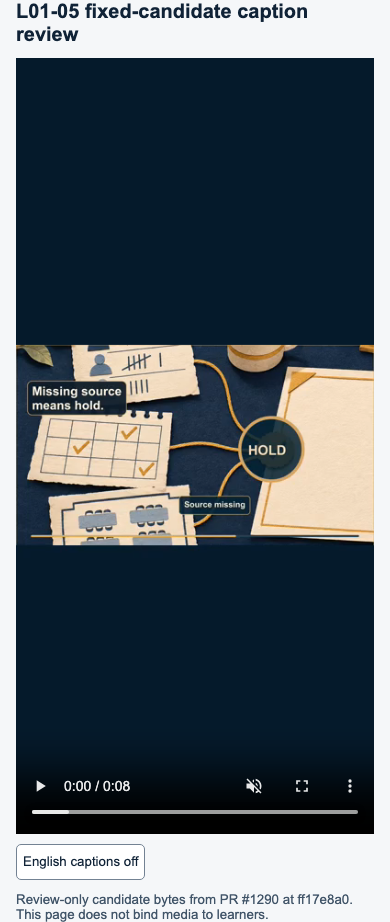 L01-05 fixed-candidate caption
review
Missing source
means hold.
HOLD
Source missing
0:00 / 0:08
English captions off
Review-only candidate bytes from PR #1290 at ff17e8a0.
This page does not bind media to learners.